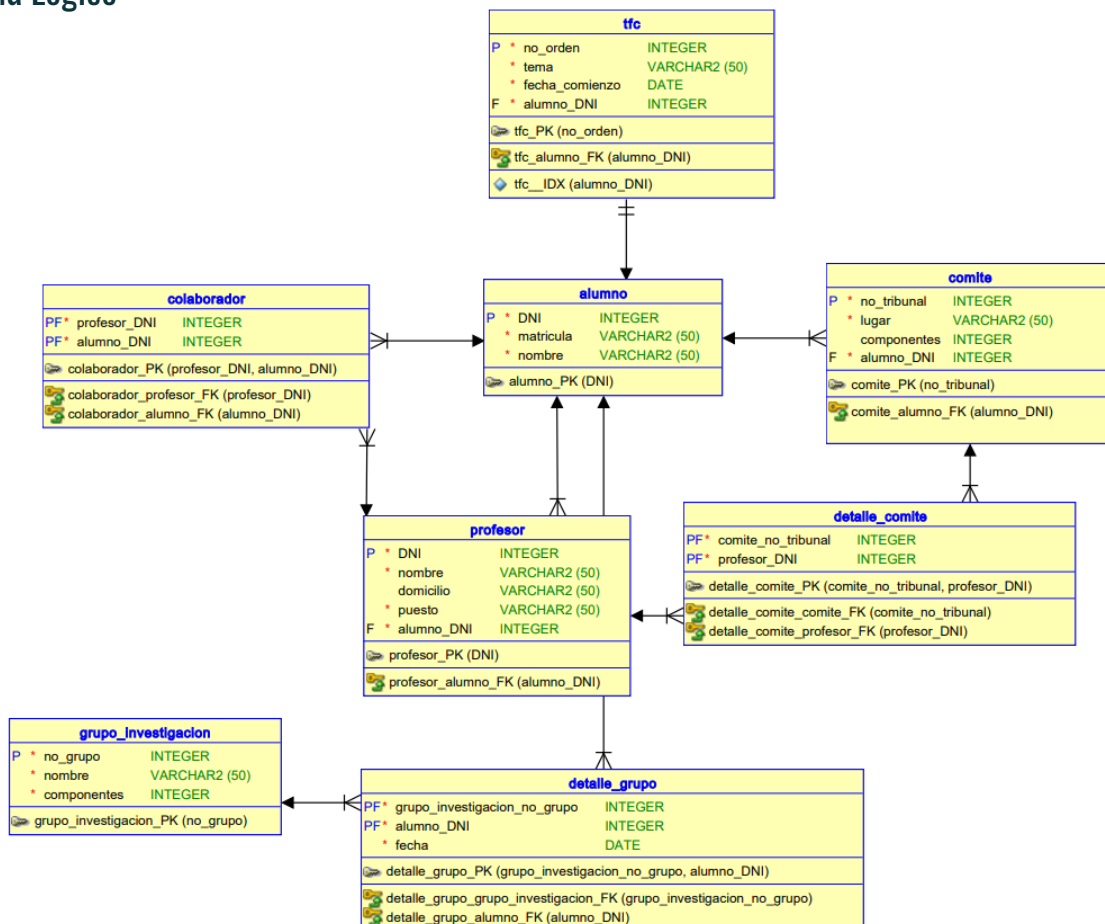 tfc
P * no_orden INTEGER
* tema VARCHAR2 (50)
* fecha_comienzo DATE
F * alumno_DNI INTEGER
tfc_PK (no_orden)
tfc_alumno_FK (alumno_DNI)
tfc__IDX (alumno_DNI)
colaborador
PF* profesor_DNI INTEGER
PF* alumno_DNI INTEGER
colaborador_PK (profesor_DNI, alumno_DNI)
colaborador_profesor_FK (profesor_DNI)
colaborador_alumno_FK (alumno_DNI)
alumno
P * DNI INTEGER
* matricula VARCHAR2 (50)
* nombre VARCHAR2 (50)
alumno_PK (DNI)
comite
P * no_tribunal INTEGER
* lugar VARCHAR2 (50)
componentes INTEGER
F * alumno_DNI INTEGER
comite_PK (no_tribunal)
comite_alumno_FK (alumno_DNI)
profesor
P * DNI INTEGER
* nombre VARCHAR2 (50)
domicilio VARCHAR2 (50)
* puesto VARCHAR2 (50)
F * alumno_DNI INTEGER
profesor_PK (DNI)
profesor_alumno_FK (alumno_DNI)
detalle_comite
PF* comite_no_tribunal INTEGER
PF* profesor_DNI INTEGER
detalle_comite_PK (comite_no_tribunal, profesor_DNI)
detalle_comite_comite_FK (comite_no_tribunal)
detalle_comite_profesor_FK (profesor_DNI)
grupo_investigacion
P * no_grupo INTEGER
* nombre VARCHAR2 (50)
* componentes INTEGER
grupo_investigacion_PK (no_grupo)
detalle_grupo
PF* grupo_investigacion_no_grupo INTEGER
PF* alumno_DNI INTEGER
* fecha DATE
detalle_grupo_PK (grupo_investigacion_no_grupo, alumno_DNI)
detalle_grupo_grupo_investigacion_FK (grupo_investigacion_no_grupo)
detalle_grupo_alumno_FK (alumno_DNI)